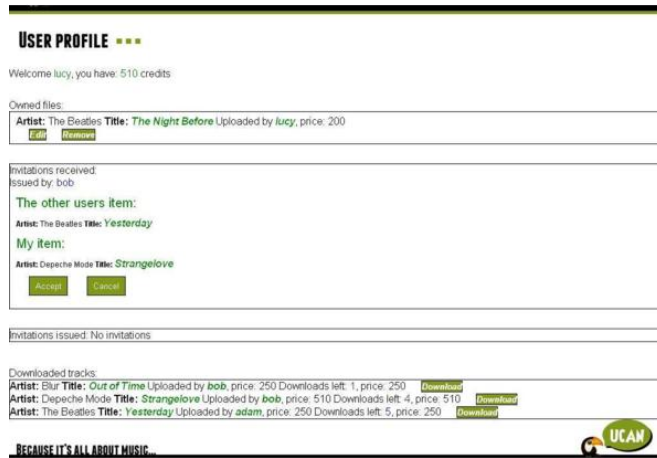 USER PROFILE
Welcome lucy, you have: 510 credits
Owned files:
Artist: The Beatles Title: The Night Before Uploaded by lucy, price: 200
Edit Remove
Invitations received:
Issued by: bob
The other users item:
Artist: The Beatles Title: Yesterday
My item:
Artist: Depeche Mode Title: Strangelove
Accept Cancel
Invitations issued: No invitations
Downloaded tracks:
Artist: Blur Title: Out of Time Uploaded by bob, price: 250 Downloads left: 1, price: 250 Download
Artist: Depeche Mode Title: Strangelove Uploaded by bob, price: 510 Downloads left: 4, price: 510 Download
Artist: The Beatles Title: Yesterday Uploaded by adam, price: 250 Downloads left: 5, price: 250 Download
BECAUSE IT'S ALL ABOUT MUSIC...
UCAN